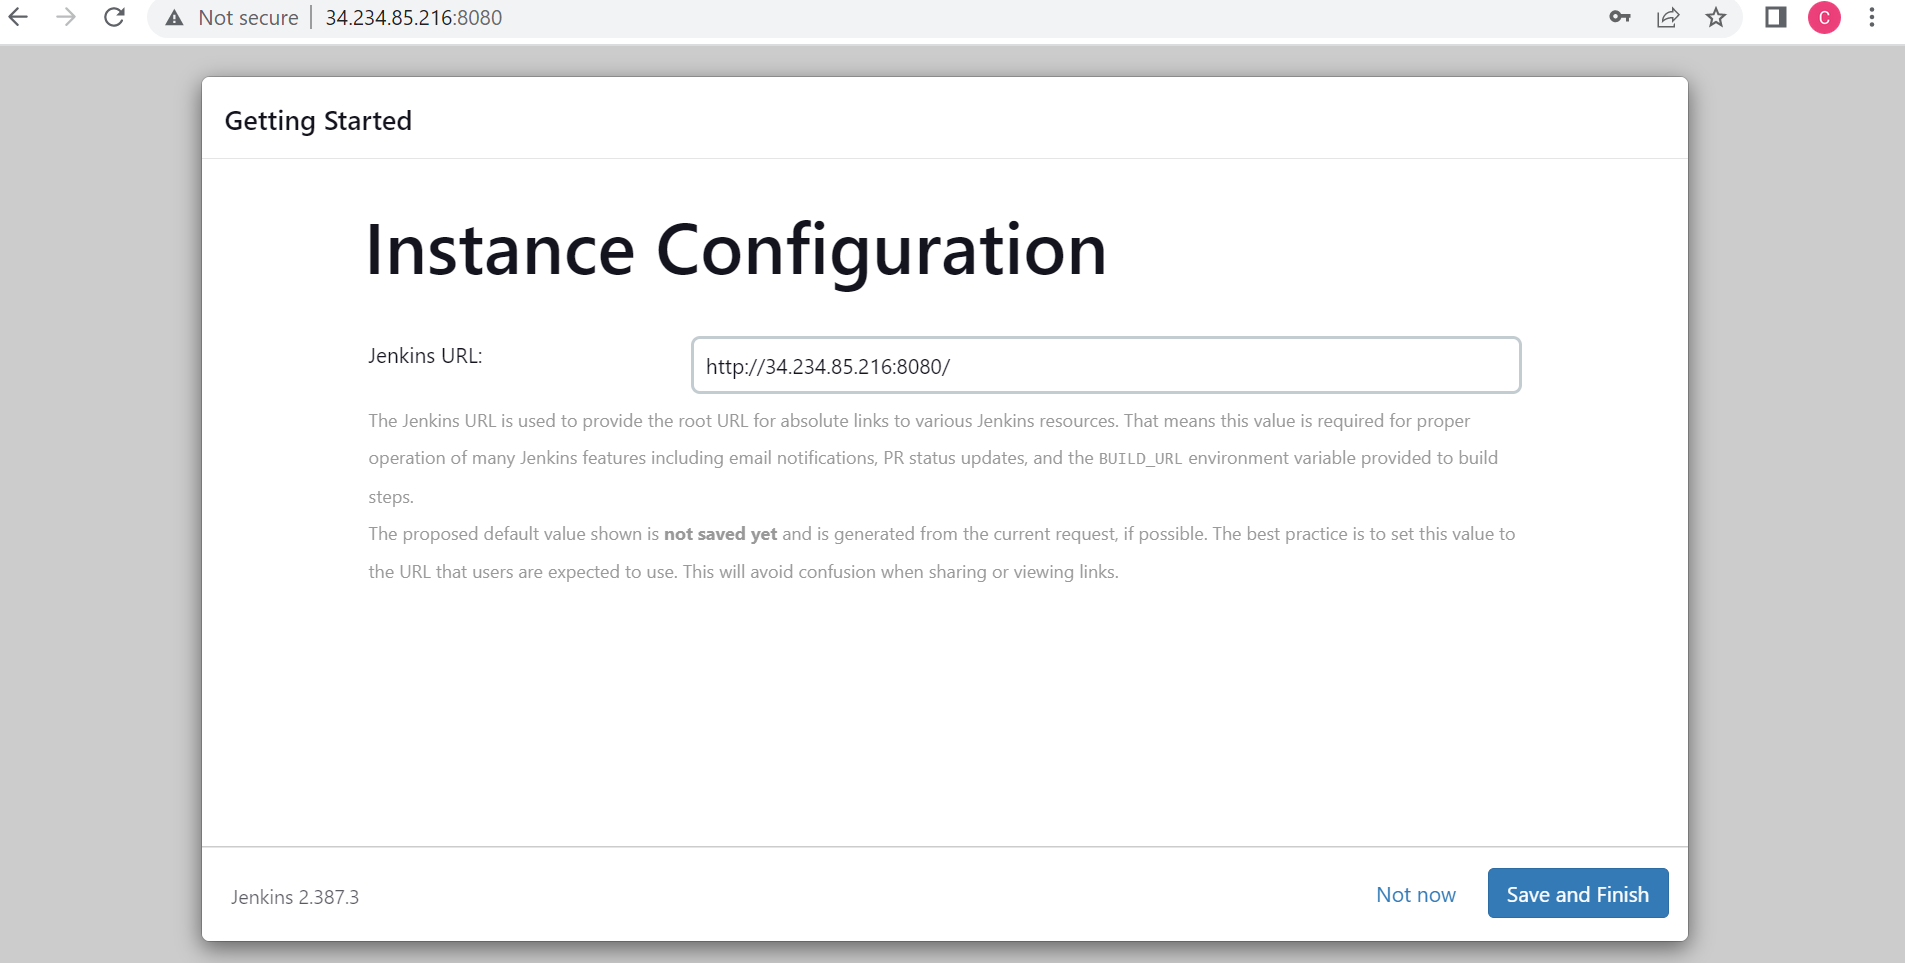 Not secure | 34.234.85.216:8080
C
Getting Started
Instance Configuration
Jenkins URL:
http://34.234.85.216:8080/
The Jenkins URL is used to provide the root URL for absolute links to various Jenkins resources. That means this value is required for proper
operation of many Jenkins features including email notifications, PR status updates, and the BUILD_URL environment variable provided to build
steps.
The proposed default value shown is not saved yet and is generated from the current request, if possible. The best practice is to set this value to
the URL that users are expected to use. This will avoid confusion when sharing or viewing links.
Jenkins 2.387.3
Not now
Save and Finish